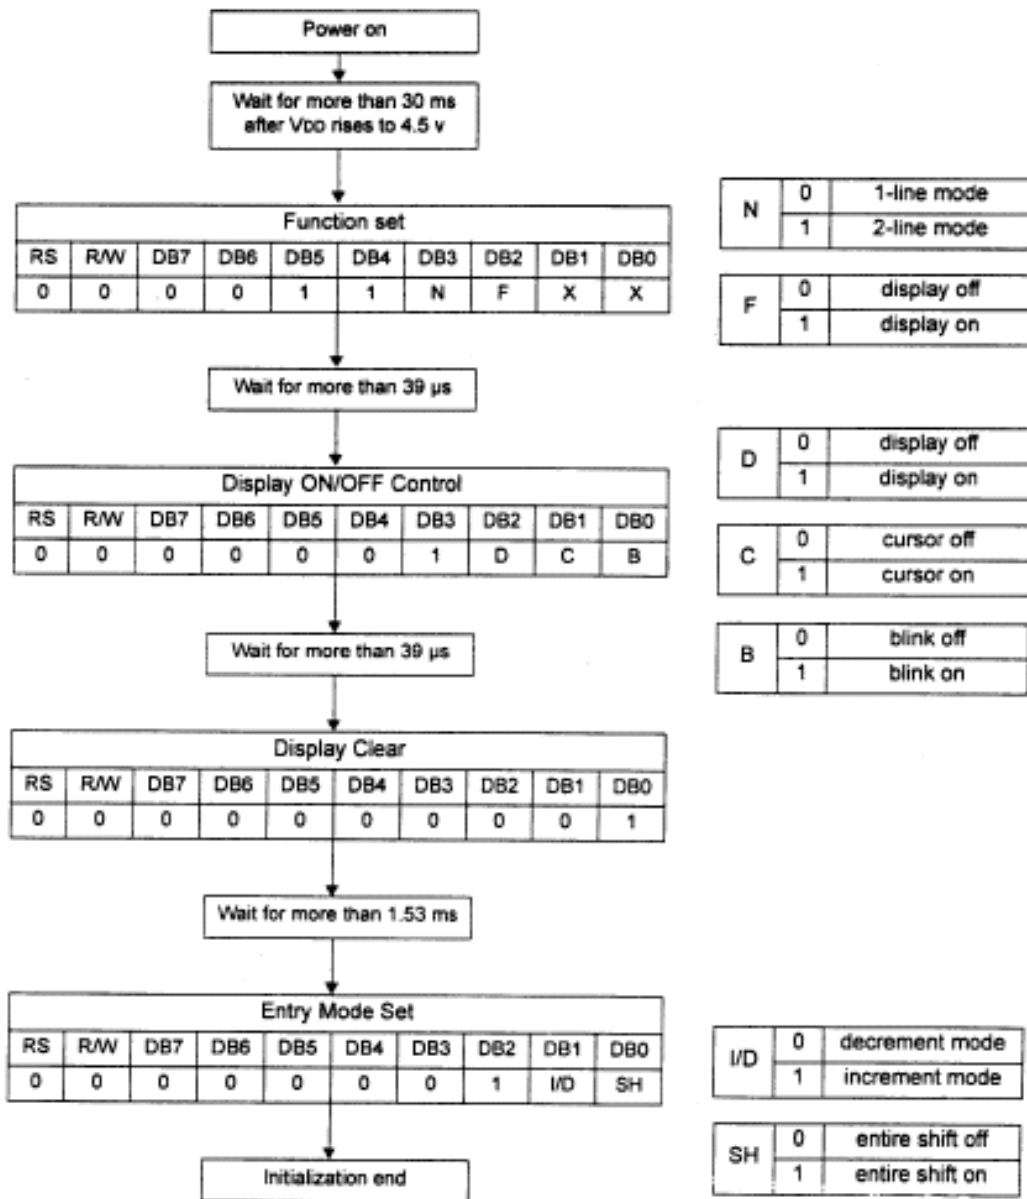 Power on
Wait for more than 30 ms
after VDD rises to 4.5 v
Function set
RS R/W DB7 DB6 DB5 DB4 DB3 DB2 DB1 DB0
0 0 0 0 1 1 N F X X
N 0 1-line mode
1 2-line mode
F 0 display off
1 display on
Wait for more than 39 µs
Display ON/OFF Control
RS R/W DB7 DB6 DB5 DB4 DB3 DB2 DB1 DB0
0 0 0 0 0 0 1 D C B
D 0 display off
1 display on
C 0 cursor off
1 cursor on
B 0 blink off
1 blink on
Wait for more than 39 µs
Display Clear
RS R/W DB7 DB6 DB5 DB4 DB3 DB2 DB1 DB0
0 0 0 0 0 0 0 0 0 1
Wait for more than 1.53 ms
Entry Mode Set
RS R/W DB7 DB6 DB5 DB4 DB3 DB2 DB1 DB0
0 0 0 0 0 0 0 1 I/D SH
I/D 0 decrement mode
1 increment mode
SH 0 entire shift off
1 entire shift on
Initialization end